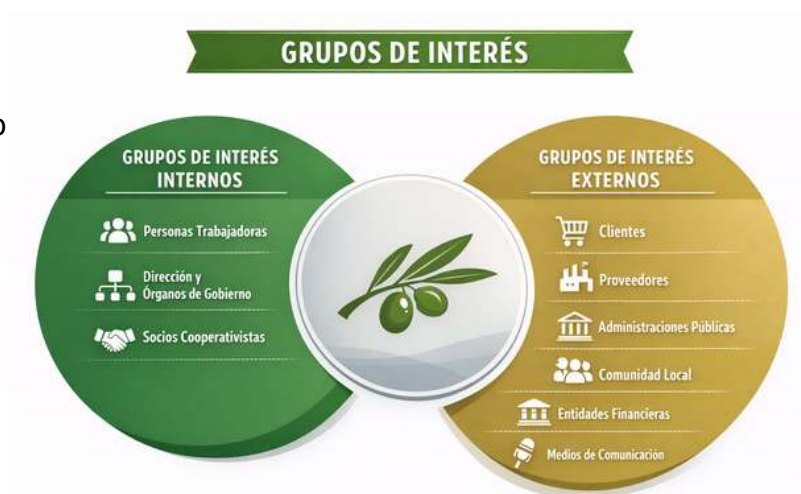 GRUPOS DE INTERÉS
o
GRUPOS DE INTERÉS
INTERNOS
Personas Trabajadoras
Dirección y
Órganos de Gobierno
Socios Cooperativistas
GRUPOS DE INTERÉS
EXTERNOS
Clientes
Proveedores
Administraciones Públicas
Comunidad Local
Entidades Financieras
Medios de Comunicación